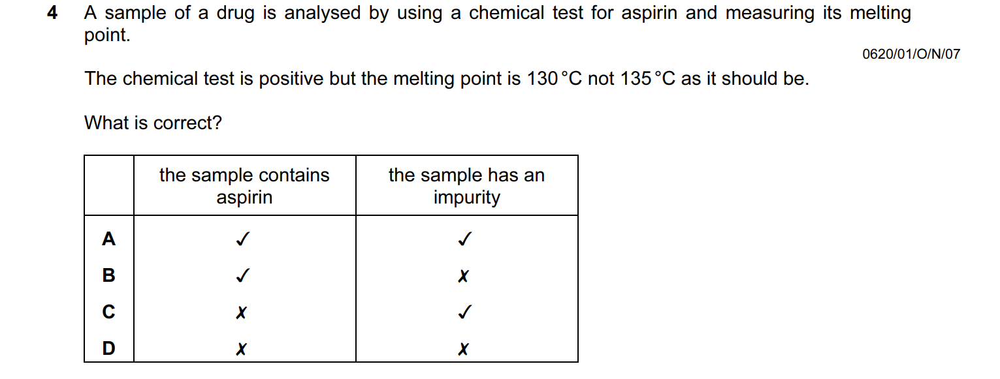 4 A sample of a drug is analysed by using a chemical test for aspirin and measuring its melting
point.
0620/01/O/N/07
The chemical test is positive but the melting point is 130 °C not 135 °C as it should be.
What is correct?
the sample contains aspirin | the sample has an impurity
A ✓ ✓
B ✓ ✗
C ✗ ✓
D ✗ ✗